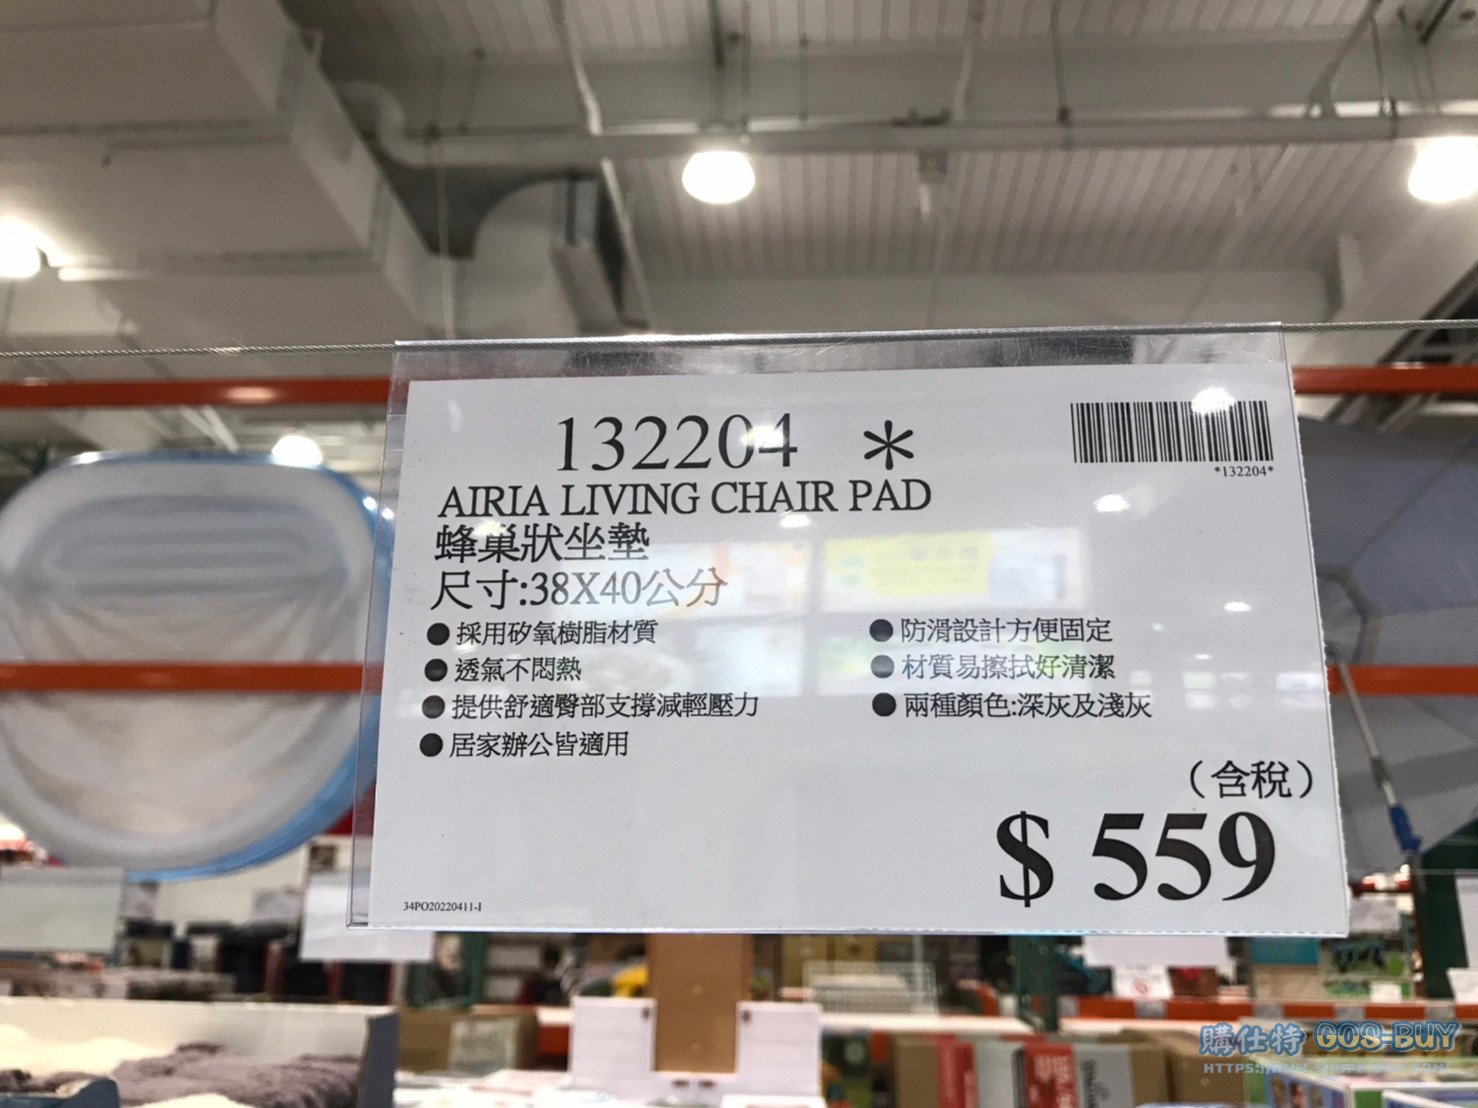 132204 *
*132204*
AIRIA LIVING CHAIR PAD
蜂巢狀坐墊
尺寸:38X40公分
●採用矽氧樹脂材質
●透氣不悶熱
●提供舒適臀部支撐減輕壓力
●居家辦公皆適用
●防滑設計方便固定
●材質易擦拭好清潔
●兩種顏色:深灰及淺灰
(含稅)
$ 559
34PO20220411-I
購仕特 GOS-BUY